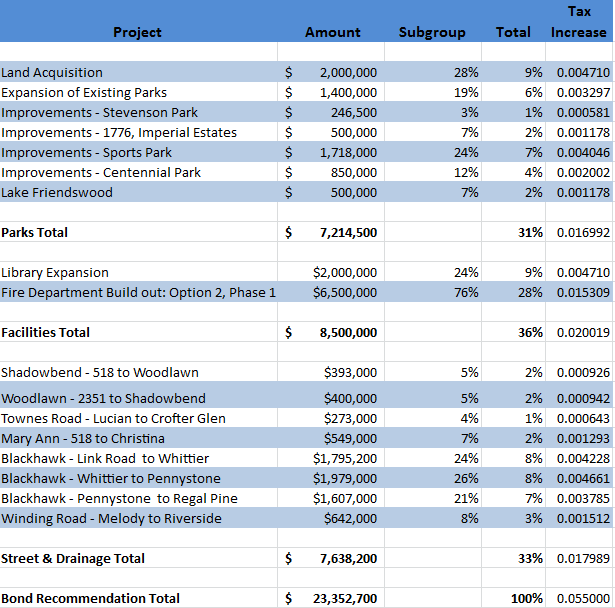 Tax
Project Amount Subgroup Total Increase
Land Acquisition $ 2,000,000 28% 9% 0.004710
Expansion of Existing Parks $ 1,400,000 19% 6% 0.003297
Improvements - Stevenson Park $ 246,500 3% 1% 0.000581
Improvements - 1776, Imperial Estates $ 500,000 7% 2% 0.001178
Improvements - Sports Park $ 1,718,000 24% 7% 0.004046
Improvements - Centennial Park $ 850,000 12% 4% 0.002002
Lake Friendswood $ 500,000 7% 2% 0.001178
Parks Total $ 7,214,500 31% 0.016992
Library Expansion $2,000,000 24% 9% 0.004710
Fire Department Build out: Option 2, Phase 1 $6,500,000 76% 28% 0.015309
Facilities Total $ 8,500,000 36% 0.020019
Shadowbend - 518 to Woodlawn $393,000 5% 2% 0.000926
Woodlawn - 2351 to Shadowbend $400,000 5% 2% 0.000942
Townes Road - Lucian to Crofter Glen $273,000 4% 1% 0.000643
Mary Ann - 518 to Christina $549,000 7% 2% 0.001293
Blackhawk - Link Road to Whittier $1,795,200 24% 8% 0.004228
Blackhawk - Whittier to Pennystone $1,979,000 26% 8% 0.004661
Blackhawk - Pennystone to Regal Pine $1,607,000 21% 7% 0.003785
Winding Road - Melody to Riverside $642,000 8% 3% 0.001512
Street & Drainage Total $ 7,638,200 33% 0.017989
Bond Recommendation Total $ 23,352,700 100% 0.055000